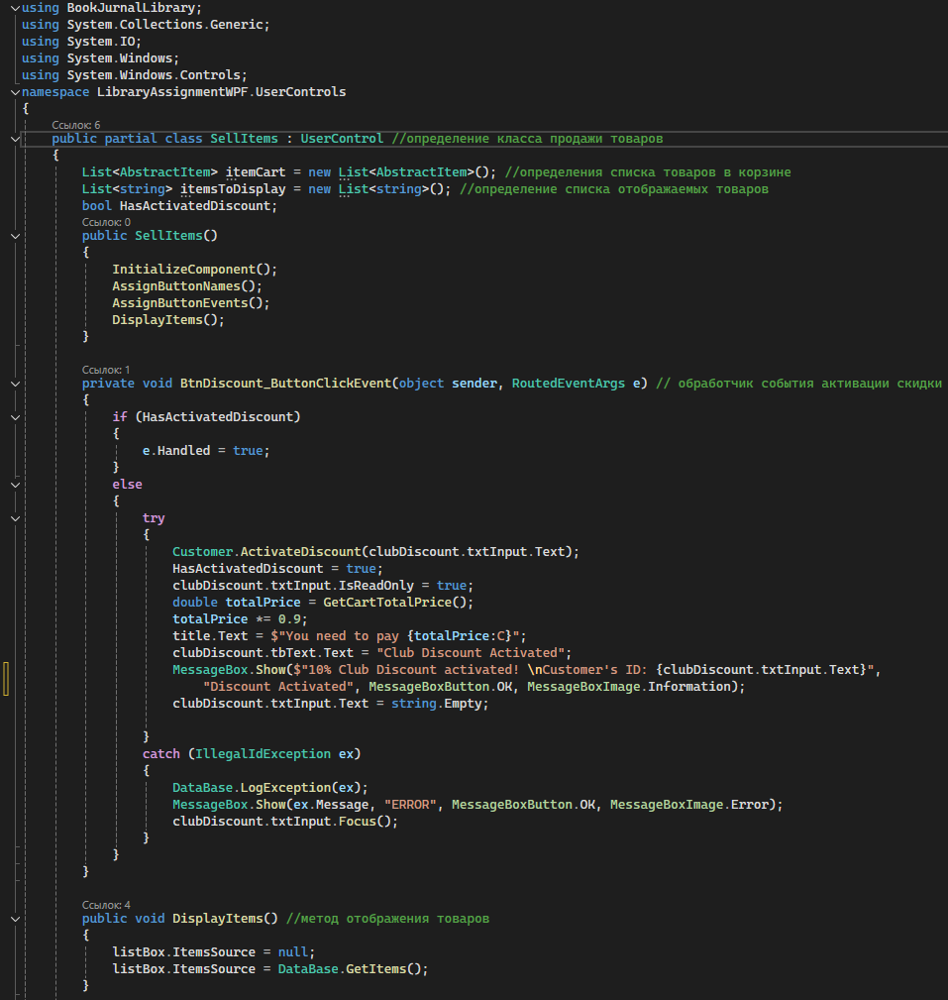 using BookJurnalLibrary;
using System.Collections.Generic;
using System.IO;
using System.Windows;
using System.Windows.Controls;
namespace LibraryAssignmentWPF.UserControls
{
Ссылок: 6
public partial class SellItems : UserControl //определение класса продажи товаров
{
List<AbstractItem> itemCart = new List<AbstractItem>(); //определения списка товаров в корзине
List<string> itemsToDisplay = new List<string>(); //определение списка отображаемых товаров
bool HasActivatedDiscount;
Ссылок: 0
public SellItems()
{
InitializeComponent();
AssignButtonNames();
AssignButtonEvents();
DisplayItems();
}
Ссылок: 1
private void BtnDiscount_ButtonClickEvent(object sender, RoutedEventArgs e) // обработчик события активации скидки
{
if (HasActivatedDiscount)
{
e.Handled = true;
}
else
{
try
{
Customer.ActivateDiscount(clubDiscount.txtInput.Text);
HasActivatedDiscount = true;
clubDiscount.txtInput.IsReadOnly = true;
double totalPrice = GetCartTotalPrice();
totalPrice *= 0.9;
title.Text = $"You need to pay {totalPrice:C}";
clubDiscount.tbText.Text = "Club Discount Activated";
MessageBox.Show($"10% Club Discount activated! \nCustomer's ID: {clubDiscount.txtInput.Text}",
"Discount Activated", MessageBoxButton.OK, MessageBoxImage.Information);
clubDiscount.txtInput.Text = string.Empty;
}
catch (IllegalIdException ex)
{
DataBase.LogException(ex);
MessageBox.Show(ex.Message, "ERROR", MessageBoxButton.OK, MessageBoxImage.Error);
clubDiscount.txtInput.Focus();
}
}
}
Ссылок: 4
public void DisplayItems() //метод отображения товаров
{
listBox.ItemsSource = null;
listBox.ItemsSource = DataBase.GetItems();
}